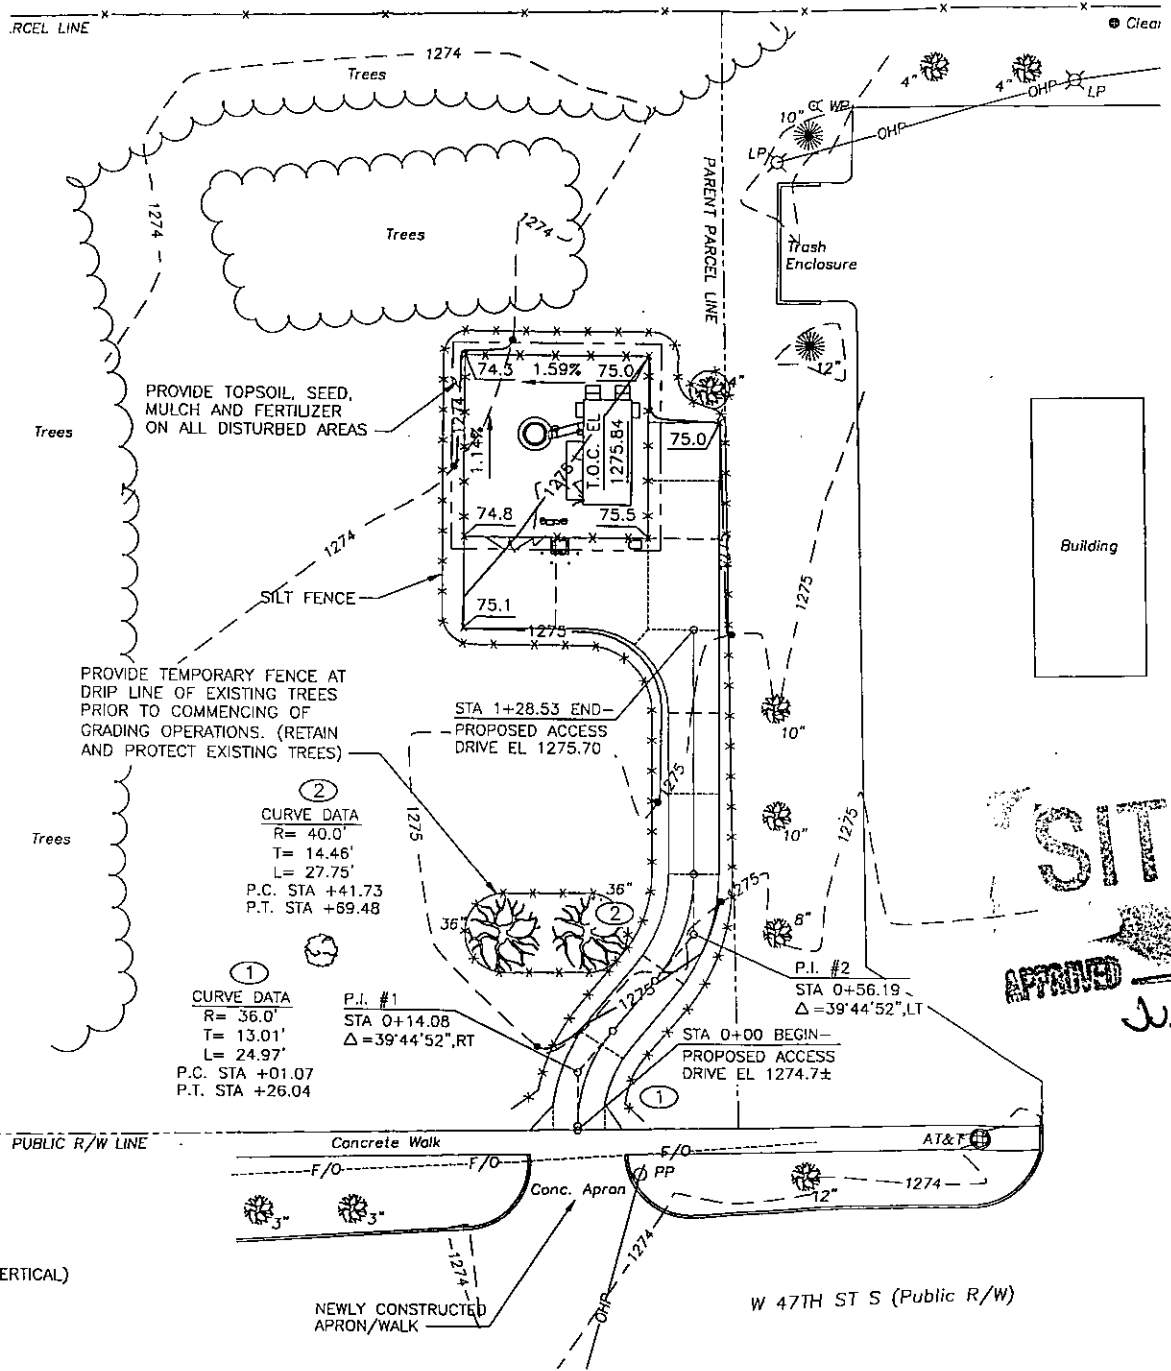 .RCEL LINE
Clear
1274
Trees
4"
4"
OHP
LP
10"
WP
OHP
LP
PARENT PARCEL LINE
1274
1274
Trees
Trash
Enclosure
12"
74.3 1.59% 75.0
4"
PROVIDE TOPSOIL, SEED,
MULCH AND FERTILIZER
ON ALL DISTURBED AREAS
Trees
1274
1.14%
T.O.C. EL
1275.84
75.0
74.8
75.5
1274
Building
1275
SILT FENCE
75.1
1275
PROVIDE TEMPORARY FENCE AT
DRIP LINE OF EXISTING TREES
PRIOR TO COMMENCING OF
GRADING OPERATIONS. (RETAIN
AND PROTECT EXISTING TREES)
STA 1+28.53 END-
PROPOSED ACCESS
DRIVE EL 1275.70
10"
1275
2
CURVE DATA
R= 40.0'
T= 14.46'
L= 27.75'
P.C. STA +41.73
P.T. STA +69.48
1275
10"
1275
Trees
SIT
36"
36"
2
1275
8"
APPROVED
1
CURVE DATA
R= 36.0'
T= 13.01'
L= 24.97'
P.C. STA +01.07
P.T. STA +26.04
P.I. #1
STA 0+14.08
Δ=39°44'52",RT
1275
P.I. #2
STA 0+56.19
Δ=39°44'52",LT
STA 0+00 BEGIN-
PROPOSED ACCESS
DRIVE EL 1274.7±
1
PUBLIC R/W LINE
Concrete Walk
AT&T
F/O
F/O
F/O
PP
Conc. Apron
12"
1274
3"
3"
1274
1274
ERTICAL)
OHP
NEWLY CONSTRUCTED
APRON/WALK
W 47TH ST S (Public R/W)